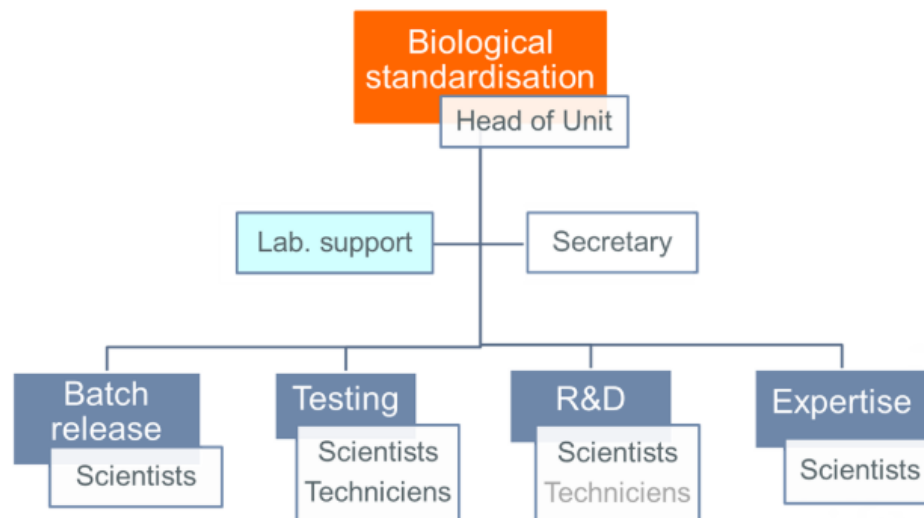 Biological
standardisation
Head of Unit
Lab. support
Secretary
Batch
release
Scientists
Testing
Scientists
Techniciens
R&D
Scientists
Techniciens
Expertise
Scientists